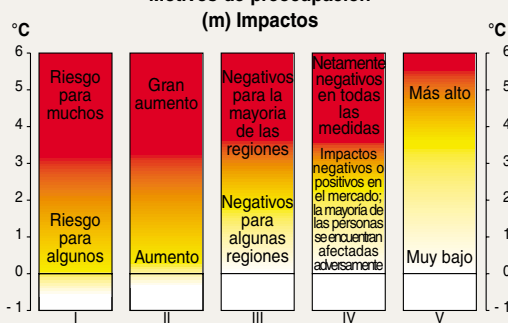 Motivos de preocupación
(m) Impactos
°C
°C
6
5
4
3
2
1
0
- 1
Riesgo
para
muchos
Riesgo
para
algunos
I
Gran
aumento
Aumento
II
Negativos
para la
mayoria
de las
regiones
Negativos
para
algunas
regiones
III
Netamente
negativos
en todas
las
medidas
Impactos
negativos o
positivos en
el mercado;
la mayoría de
las personas
se encuentran
afectadas
adversamente
IV
Más alto
Muy bajo
V
6
5
4
3
2
1
0
- 1